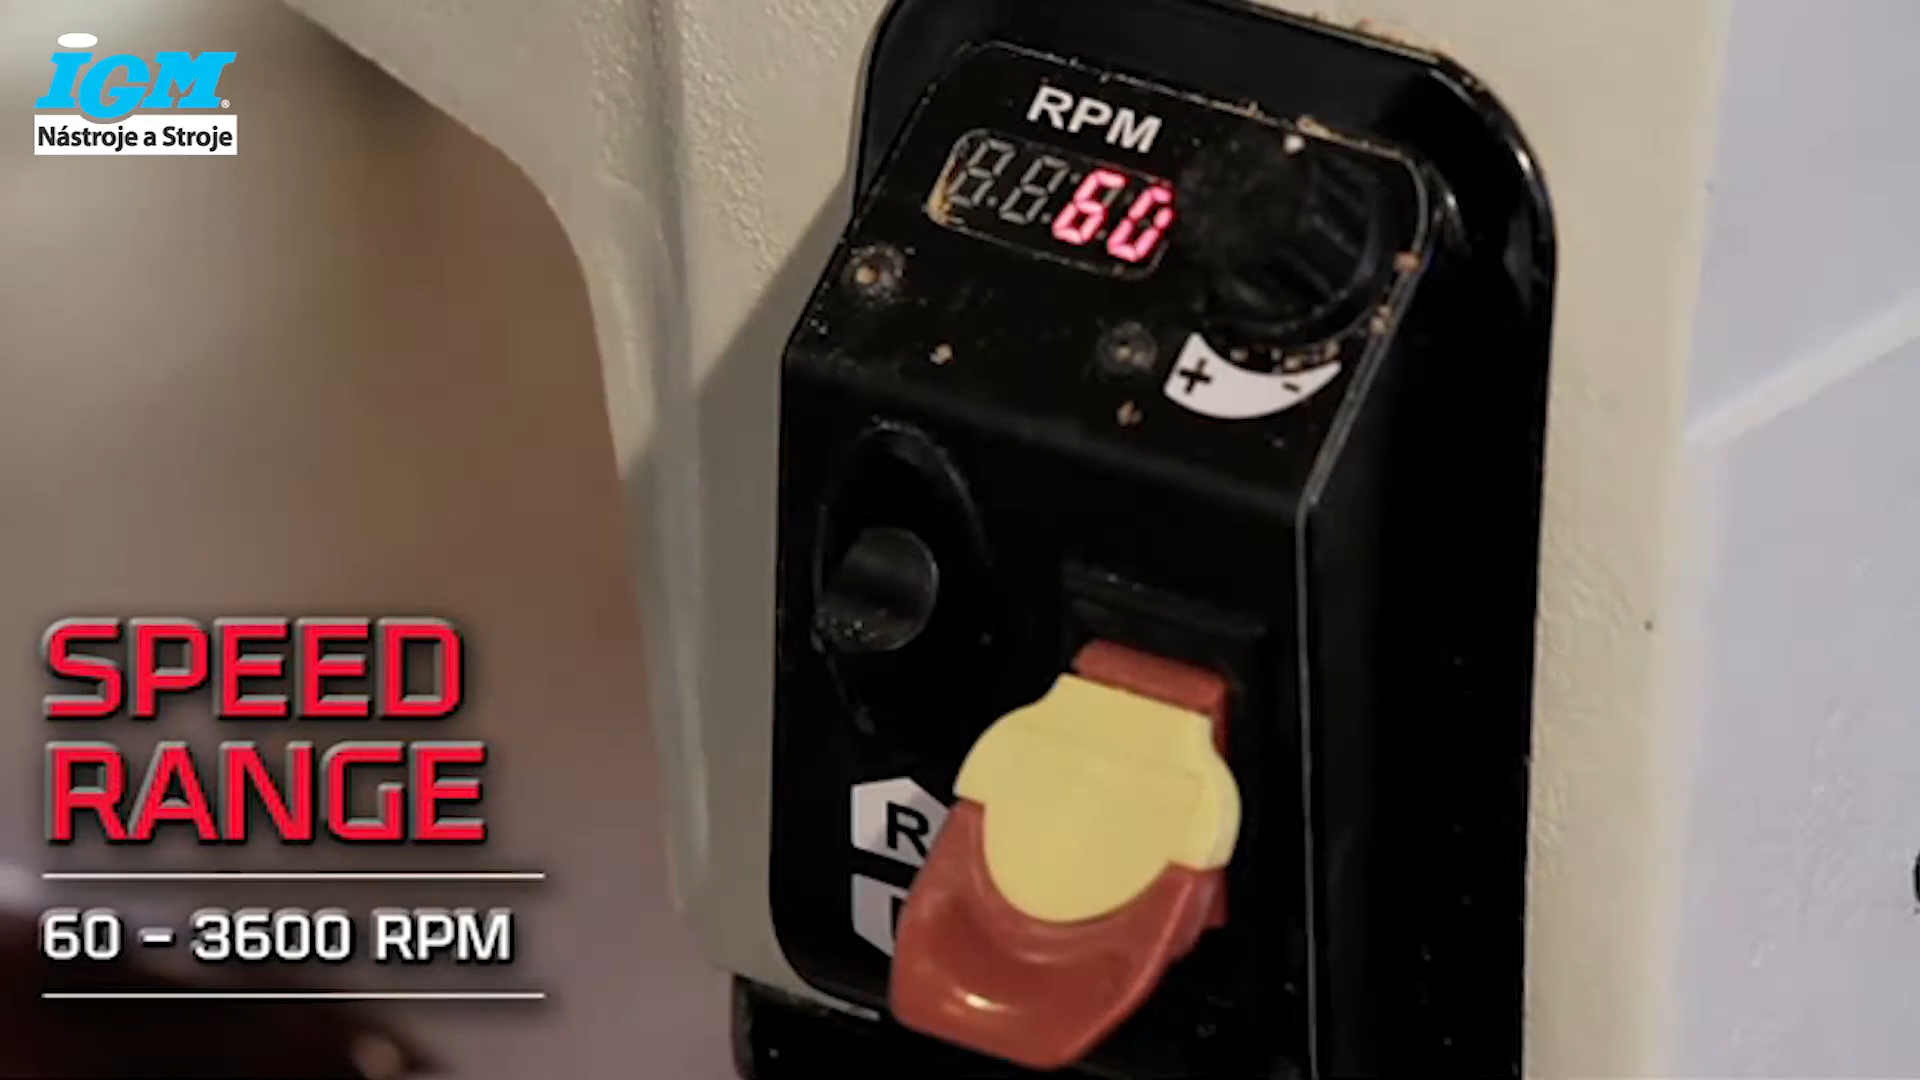 IGM®
Nástroje a Stroje
RPM
60
+ -
SPEED
RANGE
60 – 3600 RPM
R